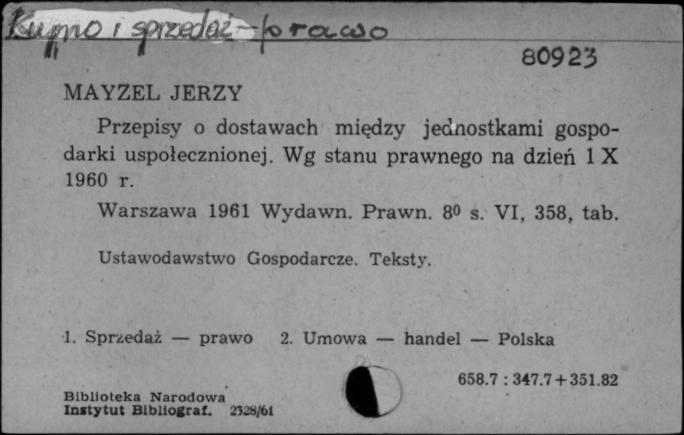 Kupno i sprzedaż - prawo
80923
MAYZEL JERZY
Przepisy o dostawach między jednostkami gospo-
darki uspołecznionej. Wg stanu prawnego na dzień 1 X
1960 r.
Warszawa 1961 Wydawn. Prawn. 8⁰ s. VI, 358, tab.
Ustawodawstwo Gospodarcze. Teksty.
1. Sprzedaż — prawo 2. Umowa — handel — Polska
658.7 : 347.7 + 351.82
Biblioteka Narodowa
Instytut Bibliograf. 2328/61